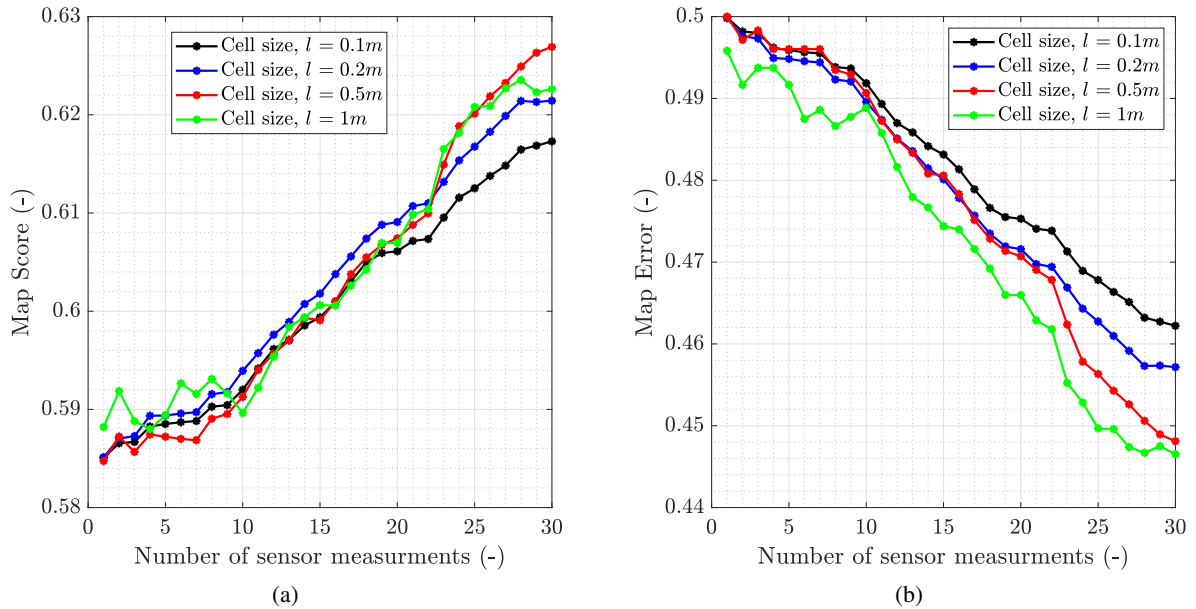 0.63
0.62
0.61
0.6
0.59
0.58
Map Score (-)
Cell size, l = 0.1m
Cell size, l = 0.2m
Cell size, l = 0.5m
Cell size, l = 1m
0 5 10 15 20 25 30
Number of sensor measurments (-)
(a)
0.5
0.49
0.48
0.47
0.46
0.45
0.44
Map Error (-)
Cell size, l = 0.1m
Cell size, l = 0.2m
Cell size, l = 0.5m
Cell size, l = 1m
0 5 10 15 20 25 30
Number of sensor measurments (-)
(b)